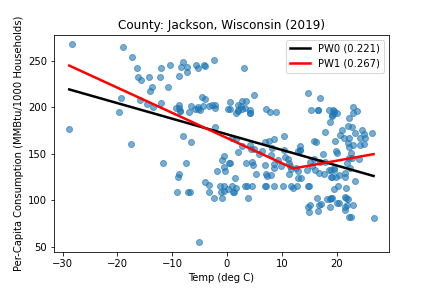 County: Jackson, Wisconsin (2019)
PW0 (0.221)
PW1 (0.267)
Per-Capita Consumption (MMBtu/1000 Households)
250
200
150
100
50
−30 −20 −10 0 10 20
Temp (deg C)